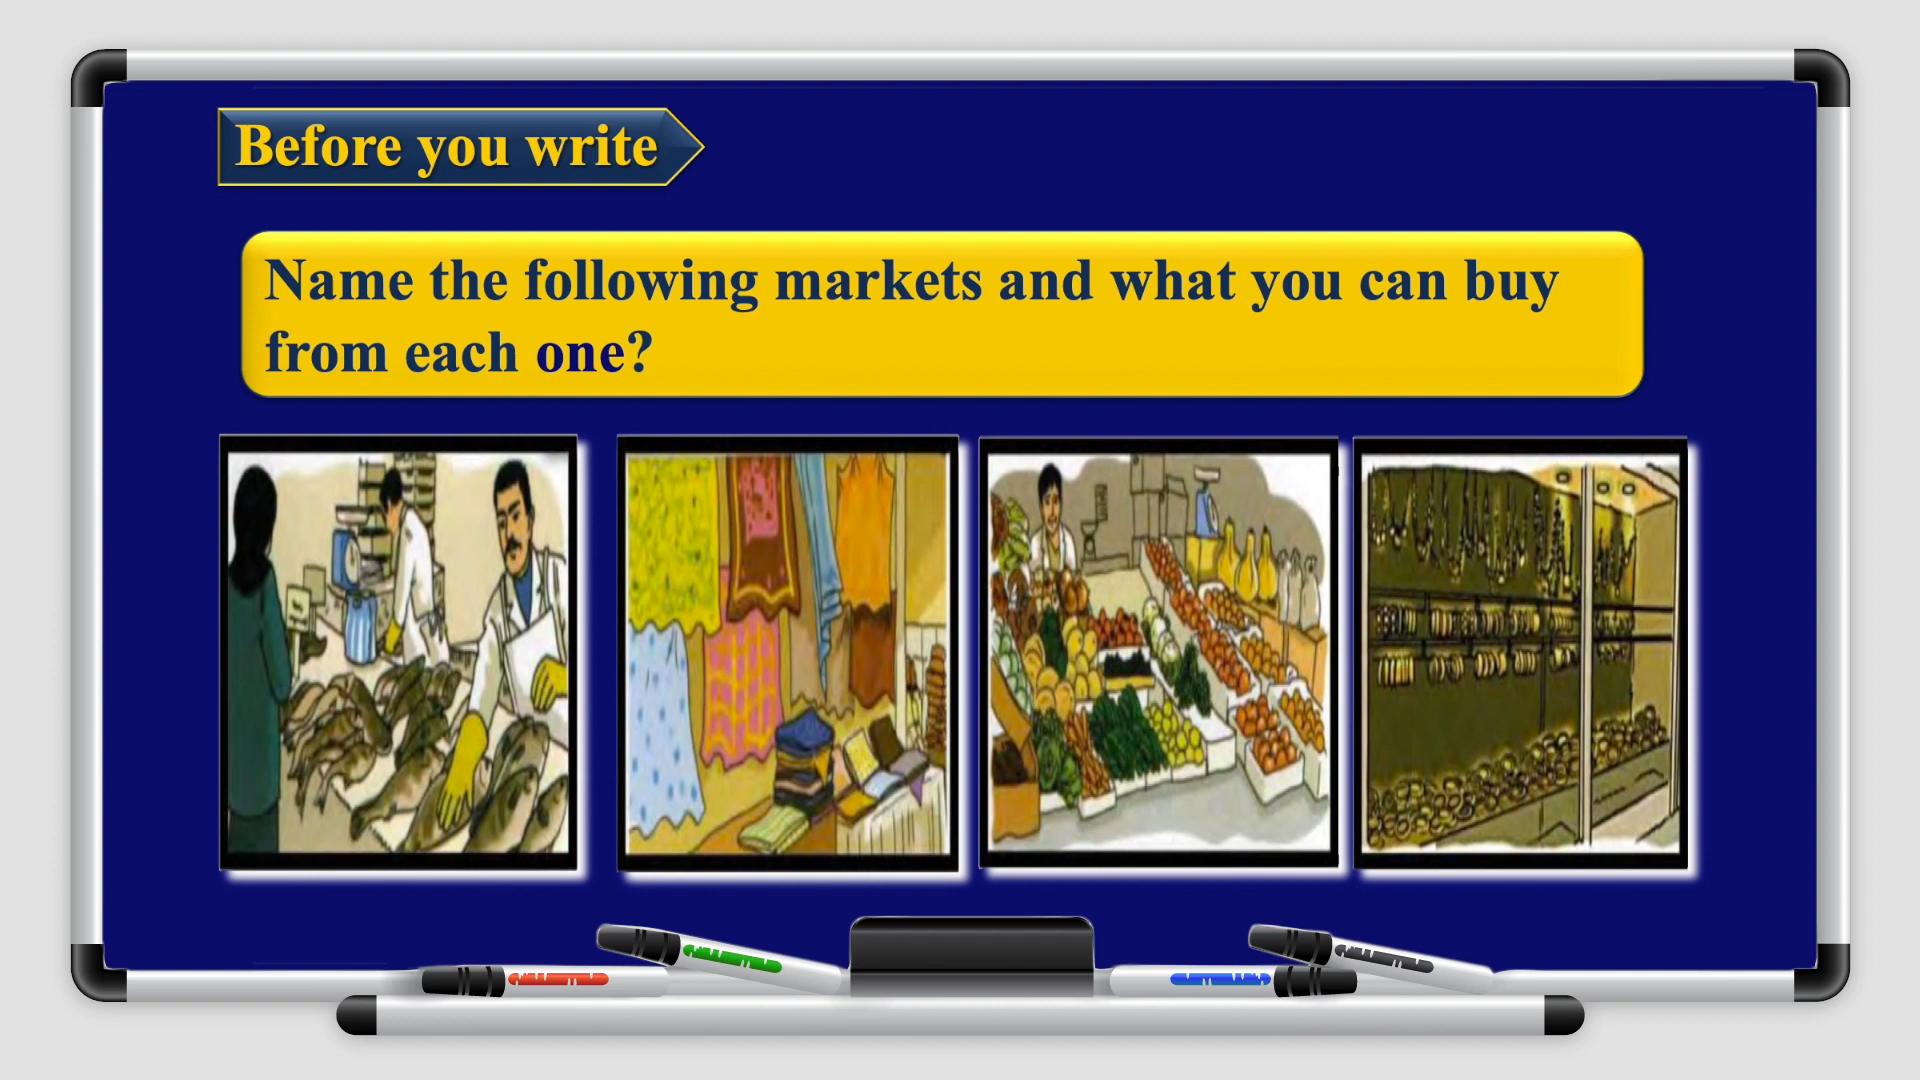 Before you write
Name the following markets and what you can buy
from each one?